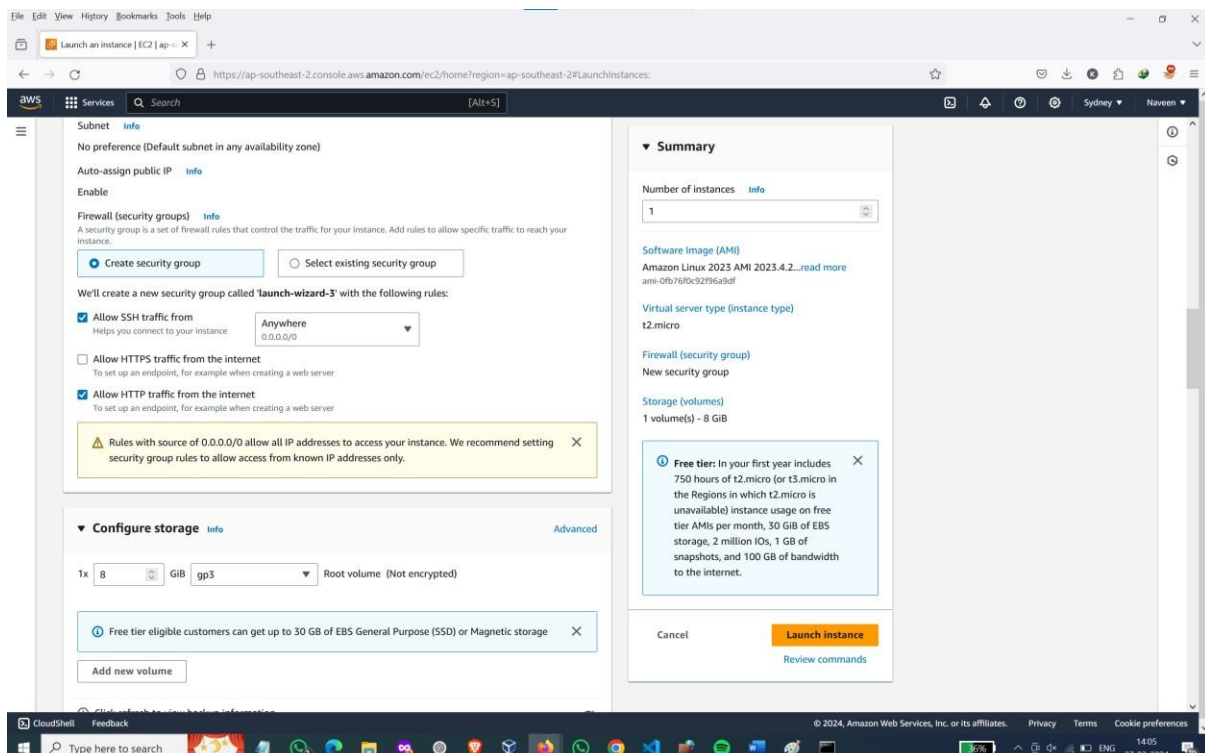 File Edit View History Bookmarks Tools Help
Launch an instance | EC2 | ap-s
https://ap-southeast-2.console.aws.amazon.com/ec2/home?region=ap-southeast-2#LaunchInstances:
aws Services Search [Alt+S] Sydney Naveen
Subnet Info
No preference (Default subnet in any availability zone)
Auto-assign public IP Info
Enable
Firewall (security groups) Info
A security group is a set of firewall rules that control the traffic for your instance. Add rules to allow specific traffic to reach your
instance.
Create security group
Select existing security group
We'll create a new security group called 'launch-wizard-3' with the following rules:
Allow SSH traffic from
Helps you connect to your instance
Anywhere
0.0.0.0/0
Allow HTTPS traffic from the internet
To set up an endpoint, for example when creating a web server
Allow HTTP traffic from the internet
To set up an endpoint, for example when creating a web server
Rules with source of 0.0.0.0/0 allow all IP addresses to access your instance. We recommend setting
security group rules to allow access from known IP addresses only.
Configure storage Info
Advanced
1x 8 GiB gp3 Root volume (Not encrypted)
Free tier eligible customers can get up to 30 GB of EBS General Purpose (SSD) or Magnetic storage
Add new volume
Click refresh to view backup information
Summary
Number of instances Info
1
Software Image (AMI)
Amazon Linux 2023 AMI 2023.4.2...read more
ami-0fb76f0c92f96a9df
Virtual server type (instance type)
t2.micro
Firewall (security group)
New security group
Storage (volumes)
1 volume(s) - 8 GiB
Free tier: In your first year includes
750 hours of t2.micro (or t3.micro in
the Regions in which t2.micro is
unavailable) instance usage on free
tier AMIs per month, 30 GiB of EBS
storage, 2 million IOs, 1 GB of
snapshots, and 100 GB of bandwidth
to the internet.
Cancel
Launch instance
Review commands
CloudShell Feedback © 2024, Amazon Web Services, Inc. or its affiliates. Privacy Terms Cookie preferences
Type here to search 36% ENG 14:05